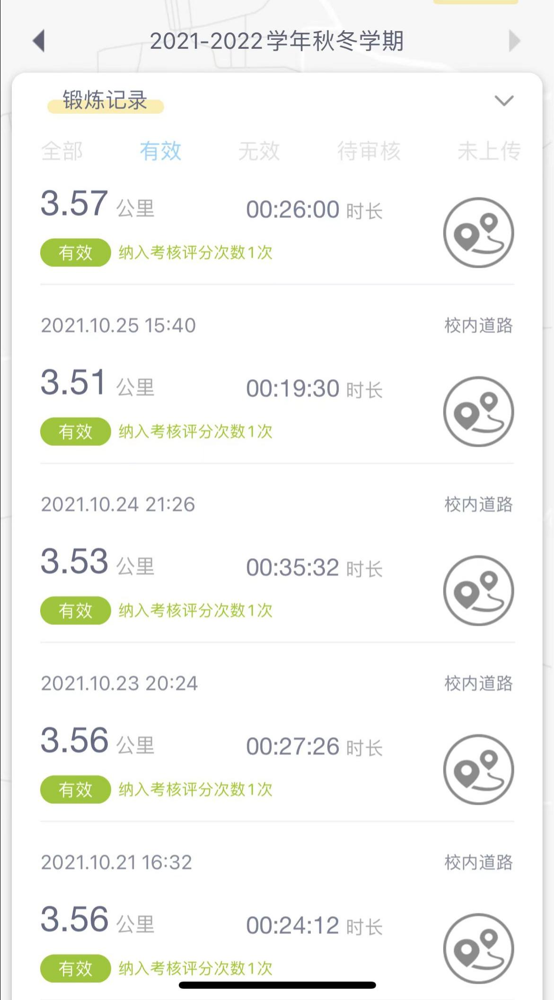 2021-2022学年秋冬学期
锻炼记录
全部 有效 无效 待审核 未上传
3.57 公里 00:26:00 时长
有效 纳入考核评分次数1次
2021.10.25 15:40 校内道路
3.51 公里 00:19:30 时长
有效 纳入考核评分次数1次
2021.10.24 21:26 校内道路
3.53 公里 00:35:32 时长
有效 纳入考核评分次数1次
2021.10.23 20:24 校内道路
3.56 公里 00:27:26 时长
有效 纳入考核评分次数1次
2021.10.21 16:32 校内道路
3.56 公里 00:24:12 时长
有效 纳入考核评分次数1次